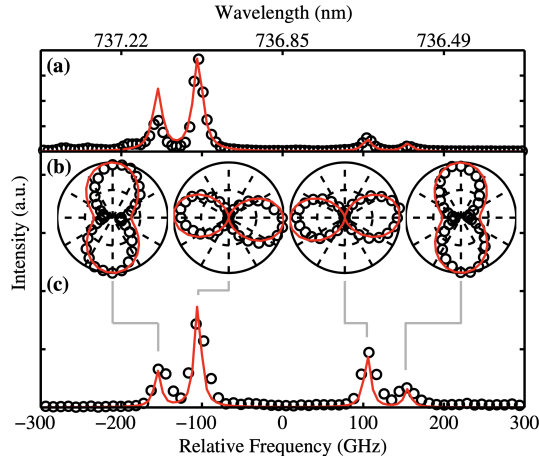 Wavelength (nm)
737.22 736.85 736.49
(a)
(b)
Intensity (a.u.)
(c)
−300 −200 −100 0 100 200 300
Relative Frequency (GHz)